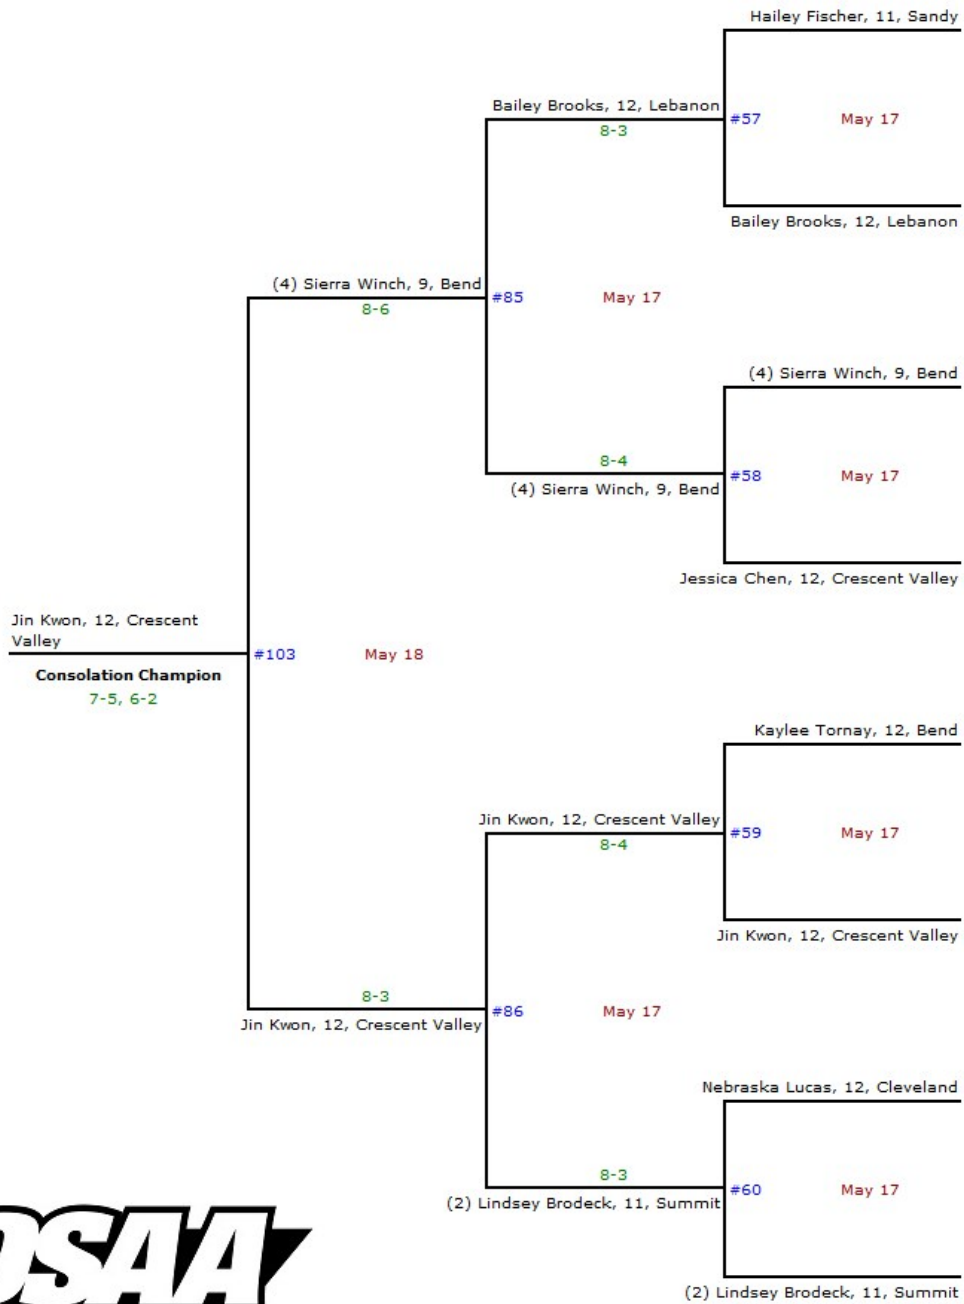 Hailey Fischer, 11, Sandy
Bailey Brooks, 12, Lebanon
8-3
#57 May 17
Bailey Brooks, 12, Lebanon
(4) Sierra Winch, 9, Bend
8-6
#85 May 17
(4) Sierra Winch, 9, Bend
8-4
(4) Sierra Winch, 9, Bend
#58 May 17
Jessica Chen, 12, Crescent Valley
Jin Kwon, 12, Crescent
Valley
Consolation Champion
7-5, 6-2
#103 May 18
Kaylee Tornay, 12, Bend
Jin Kwon, 12, Crescent Valley
8-4
#59 May 17
Jin Kwon, 12, Crescent Valley
8-3
Jin Kwon, 12, Crescent Valley
#86 May 17
Nebraska Lucas, 12, Cleveland
8-3
(2) Lindsey Brodeck, 11, Summit
#60 May 17
(2) Lindsey Brodeck, 11, Summit
OSAA